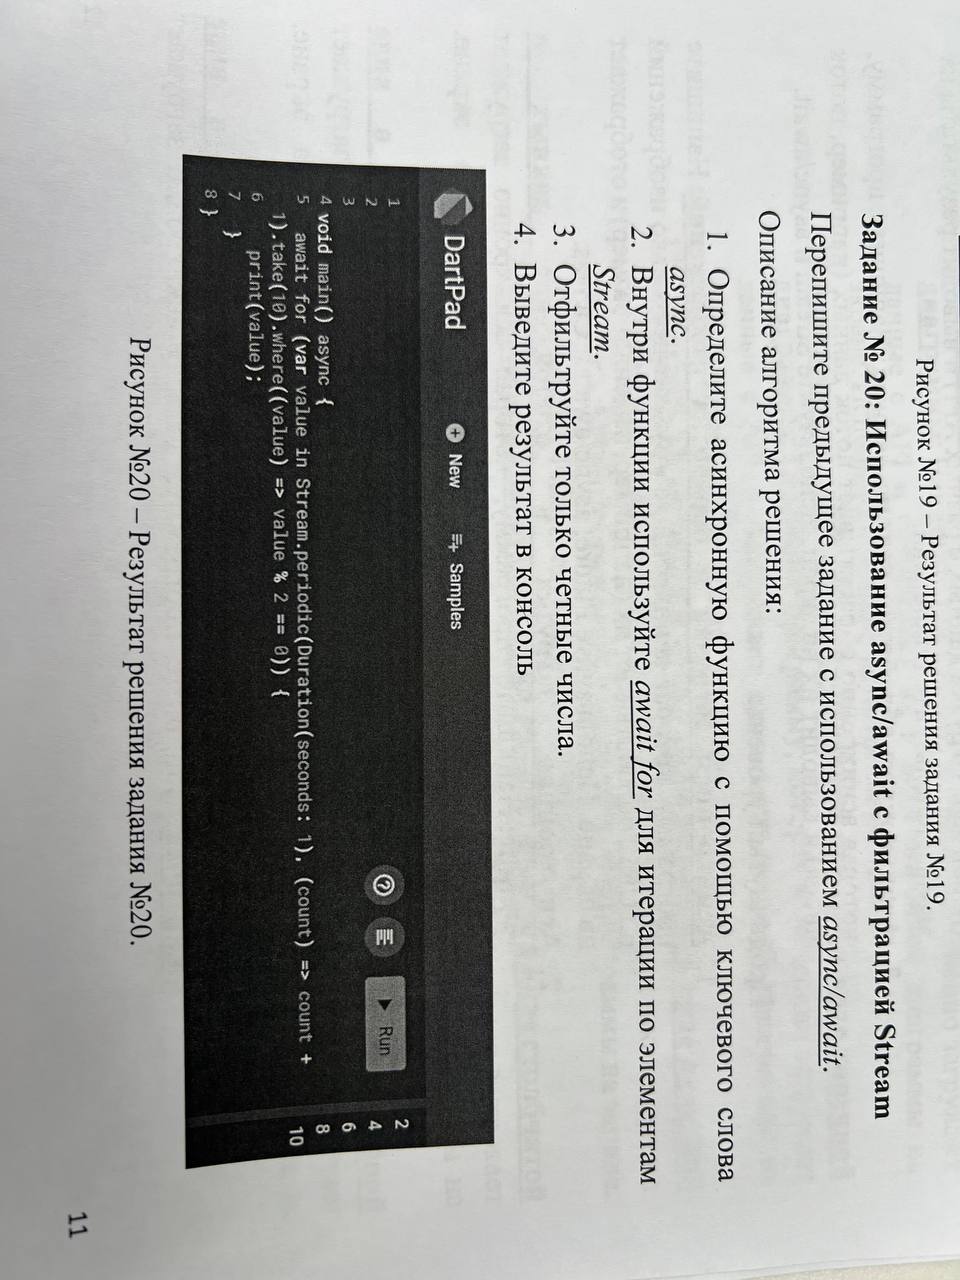 Рисунок №19 – Результат решения задания №19.
Задание № 20: Использование async/await с фильтрацией Stream
Перепишите предыдущее задание с использованием async/await.
Описание алгоритма решения:
1. Определите асинхронную функцию с помощью ключевого слова
async.
2. Внутри функции используйте await for для итерации по элементам
Stream.
3. Отфильтруйте только четные числа.
4. Выведите результат в консоль
DartPad
New
Samples
Run
1
2
3
4 void main() async {
5 await for (var value in Stream.periodic(Duration(seconds: 1), (count) => count +
1).take(10).where((value) => value % 2 == 0)) {
6 print(value);
7 }
8 }
2
4
6
8
10
Рисунок №20 – Результат решения задания №20.
11